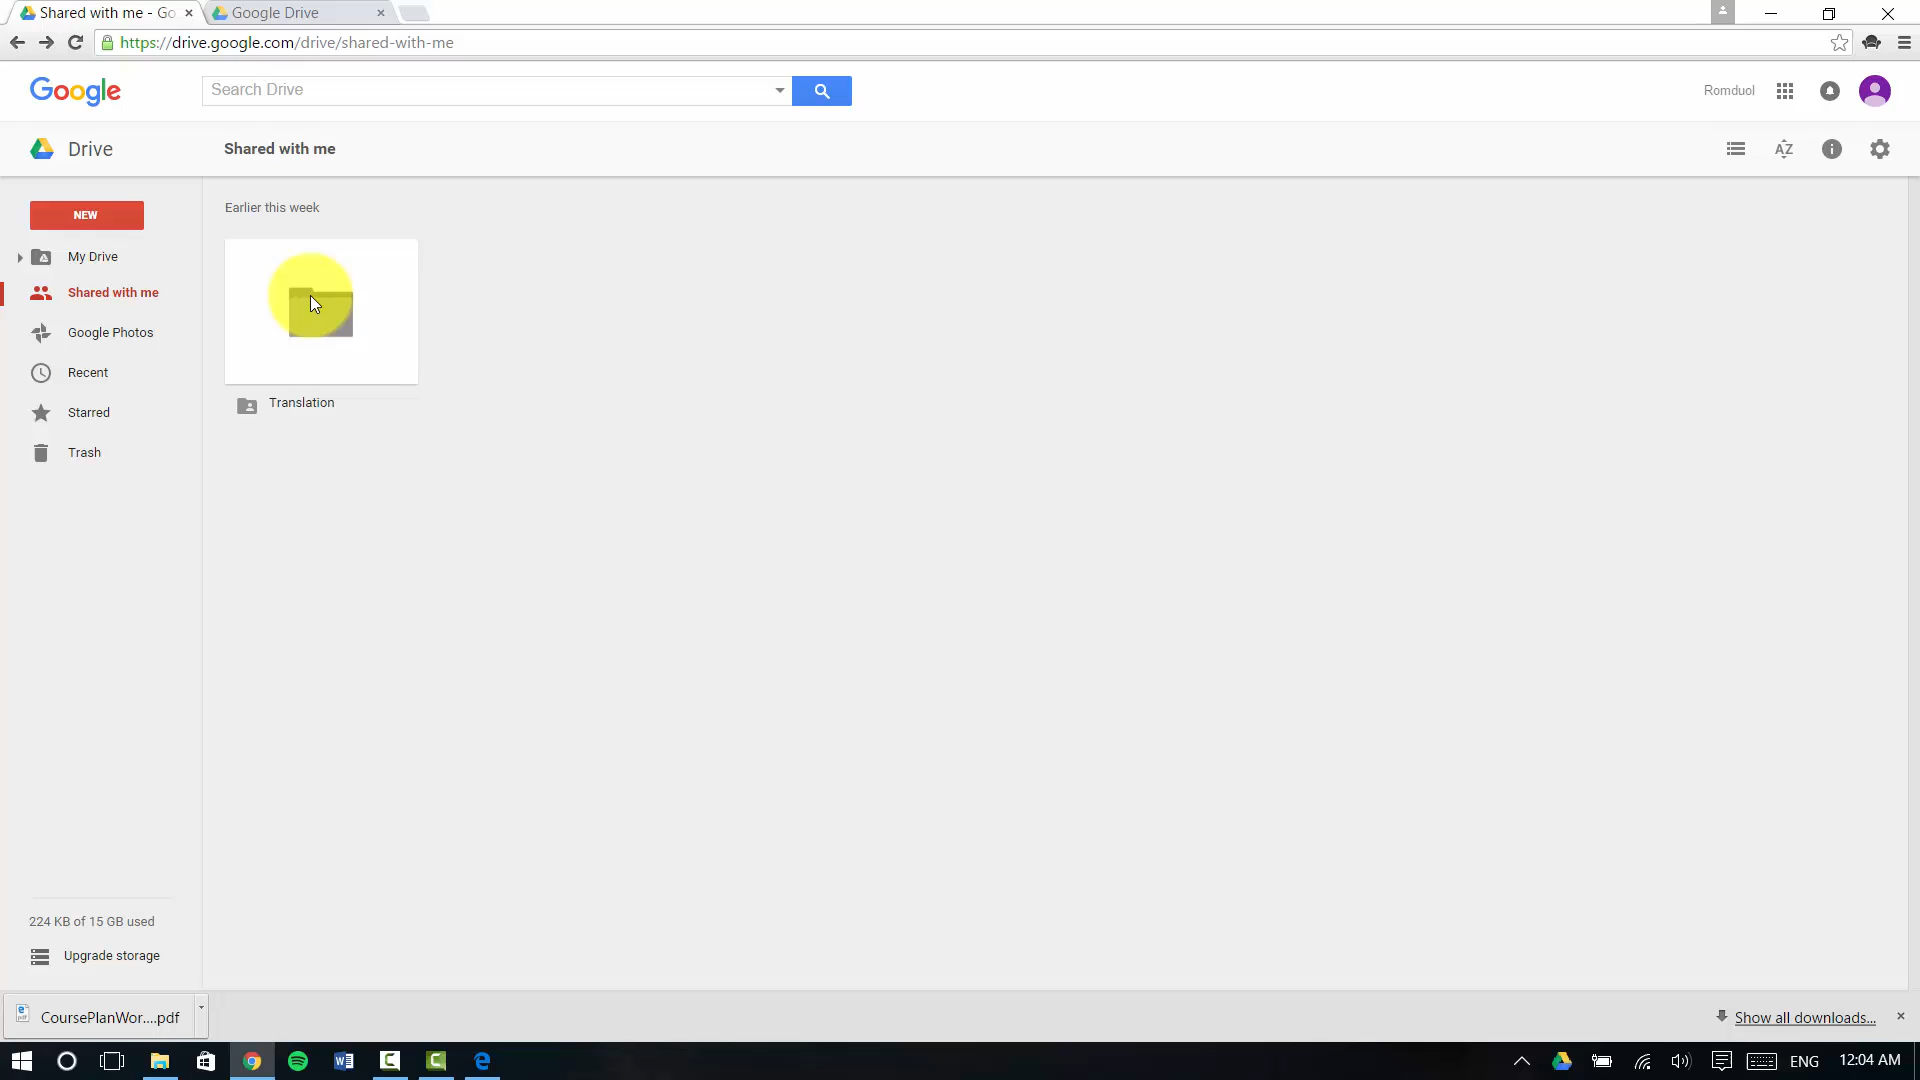 Shared with me - Go
Google Drive
https://drive.google.com/drive/shared-with-me
Google
Search Drive
Romduol
Drive
Shared with me
AZ
Earlier this week
NEW
My Drive
Shared with me
Google Photos
Recent
Starred
Trash
Translation
224 KB of 15 GB used
Upgrade storage
CoursePlanWor....pdf
Show all downloads...
ENG
12:04 AM